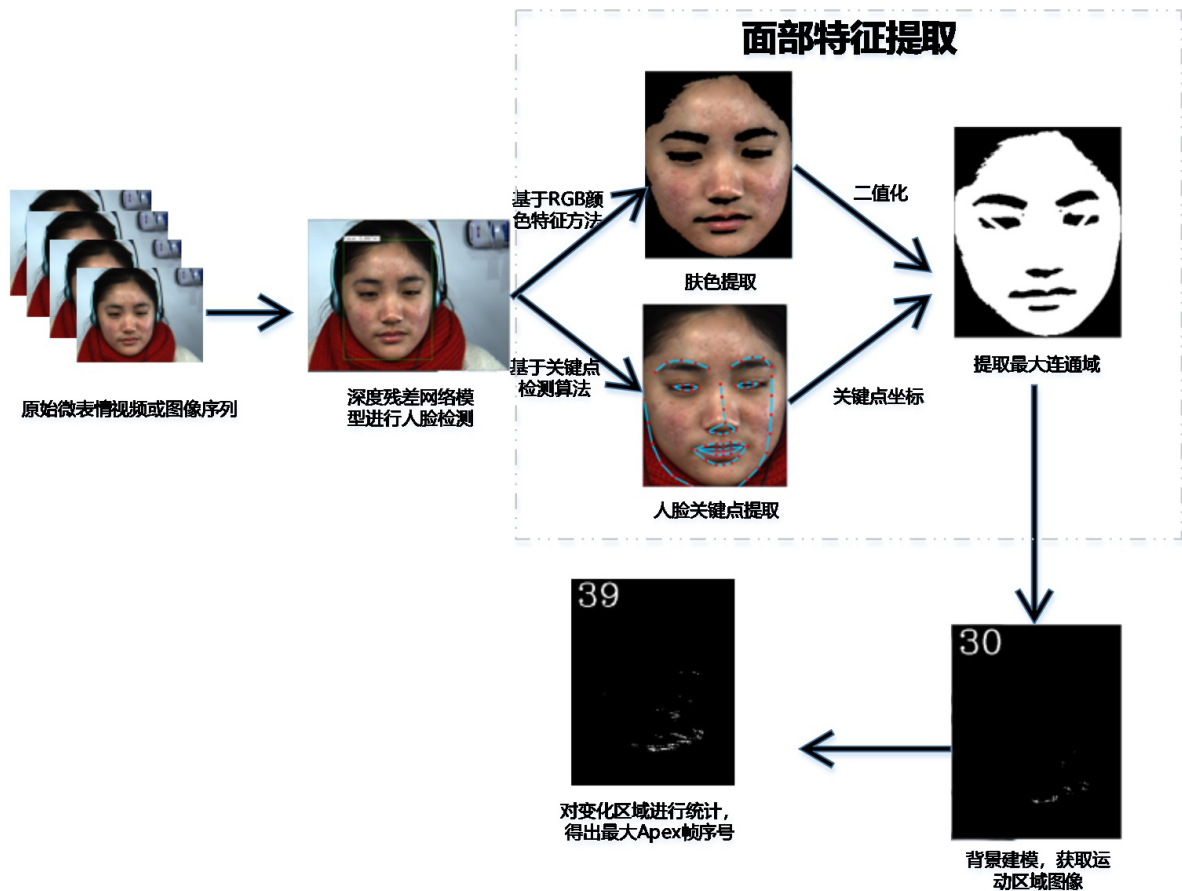 面部特征提取
基于RGB颜
色特征方法
二值化
肤色提取
原始微表情视频或图像序列
深度残差网络模
型进行人脸检测
基于关键点
检测算法
关键点坐标
提取最大连通域
人脸关键点提取
39
30
对变化区域进行统计,
得出最大Apex帧序号
背景建模，获取运
动区域图像